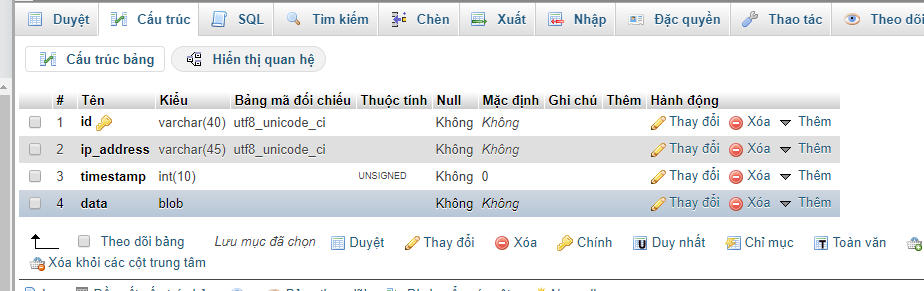 Duyệt Cấu trúc SQL Tìm kiếm Chèn Xuất Nhập Đặc quyền Thao tác Theo dõi
Cấu trúc bảng Hiển thị quan hệ
# Tên Kiểu Bảng mã đối chiếu Thuộc tính Null Mặc định Ghi chú Thêm Hành động
1 id varchar(40) utf8_unicode_ci Không Không Thay đổi Xóa Thêm
2 ip_address varchar(45) utf8_unicode_ci Không Không Thay đổi Xóa Thêm
3 timestamp int(10) UNSIGNED Không 0 Thay đổi Xóa Thêm
4 data blob Không Không Thay đổi Xóa Thêm
Theo dõi bảng Lưu mục đã chọn Duyệt Thay đổi Xóa Chính Duy nhất Chỉ mục Toàn văn
Xóa khỏi các cột trung tâm